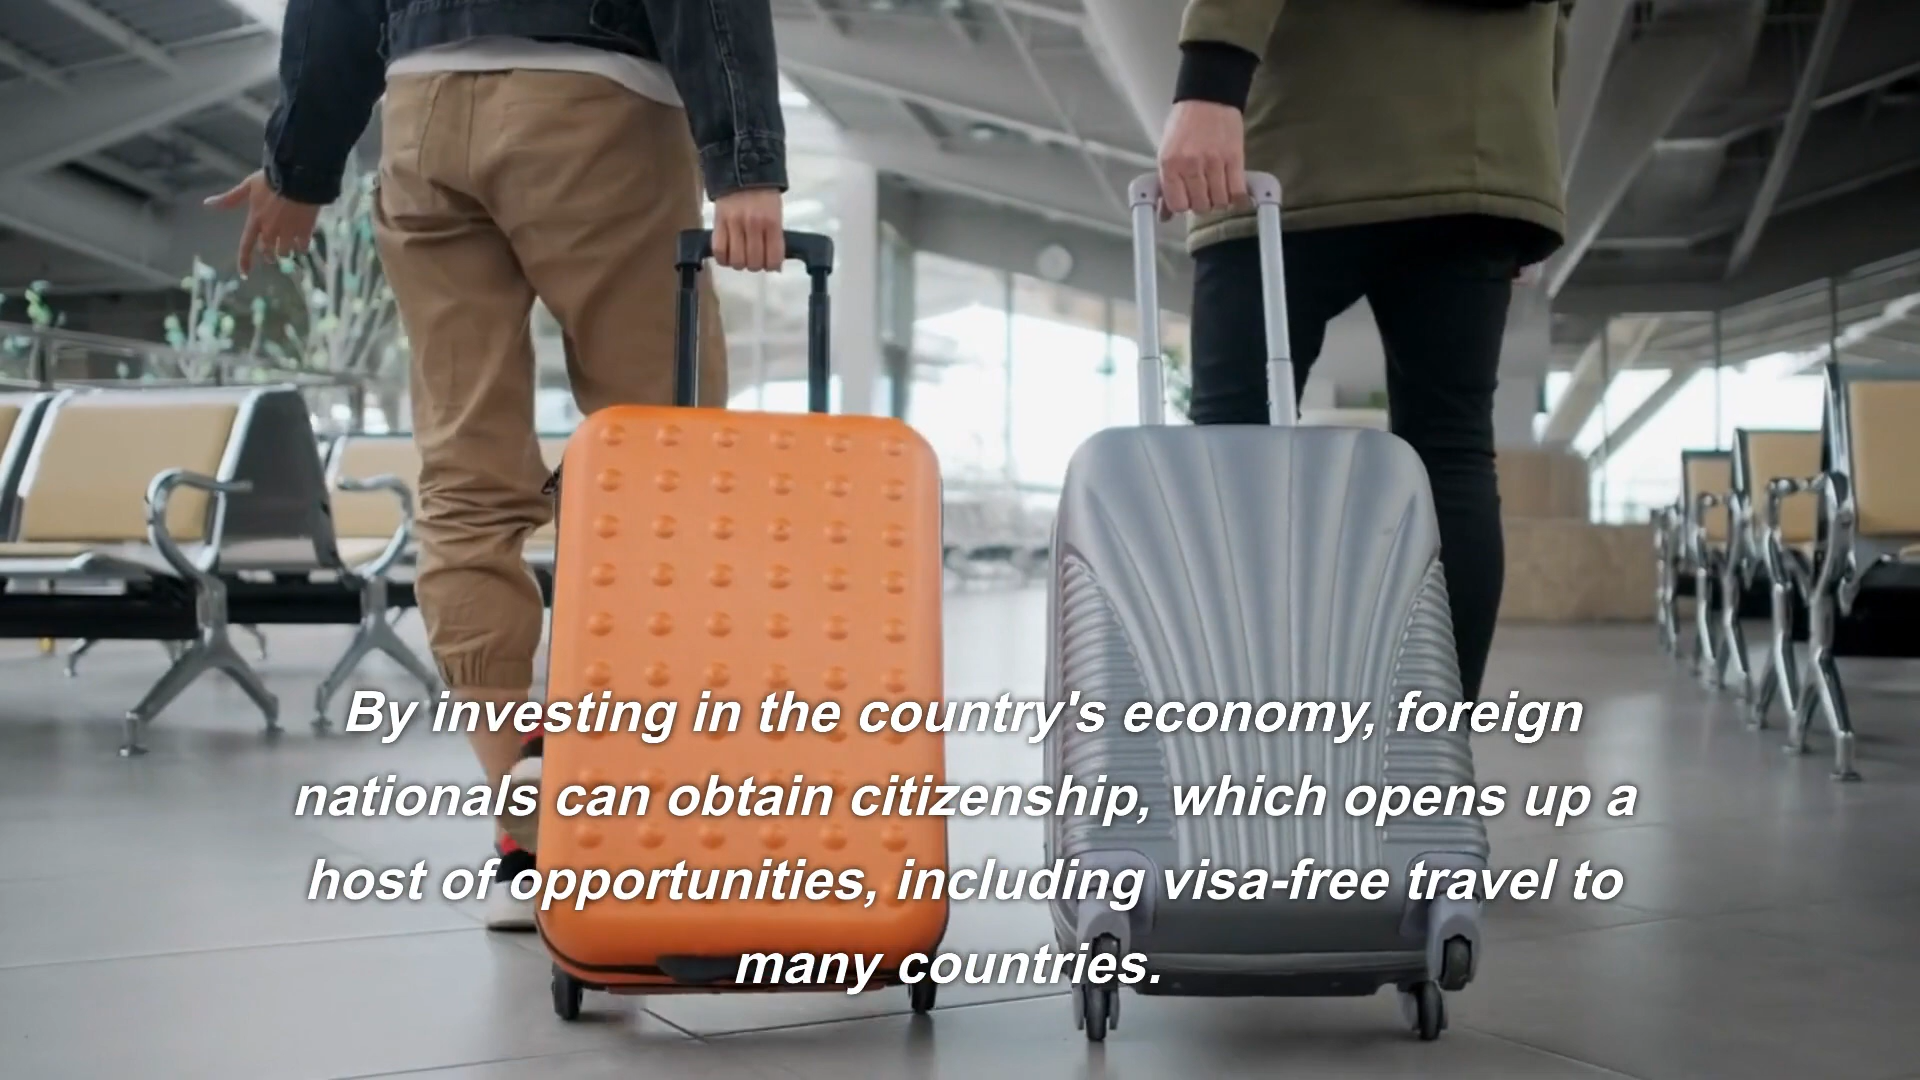 By investing in the country's economy, foreign
nationals can obtain citizenship, which opens up a
host of opportunities, including visa-free travel to
many countries.